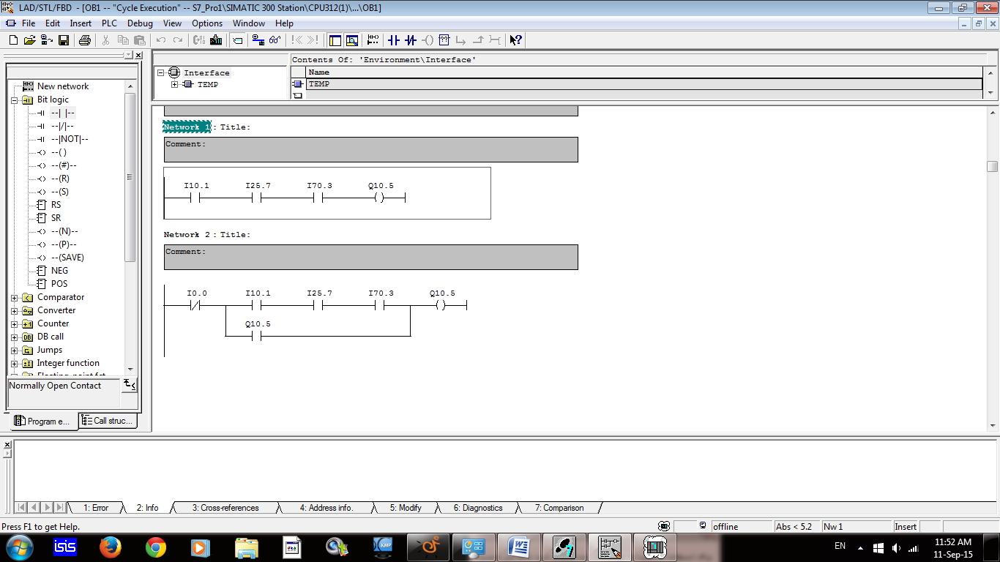 LAD/STL/FBD - [OB1 -- "Cycle Execution" -- S7_Pro1\SIMATIC 300 Station\CPU312(1)\...\OB1]
File Edit Insert PLC Debug View Options Window Help
Contents Of: 'Environment\Interface'
Interface
TEMP
Name
TEMP
New network
Bit logic
--| |--
--|/|--
--|NOT|--
--( )
--(#)--
--(R)
--(S)
RS
SR
--(N)--
--(P)--
--(SAVE)
NEG
POS
Comparator
Converter
Counter
DB call
Jumps
Integer function
Normally Open Contact
Program e...
Call struc...
Network 1 : Title:
Comment:
I10.1 I25.7 I70.3 Q10.5
Network 2 : Title:
Comment:
I0.0 I10.1 I25.7 I70.3 Q10.5
Q10.5
1: Error 2: Info 3: Cross-references 4: Address info. 5: Modify 6: Diagnostics 7: Comparison
Press F1 to get Help.
offline Abs < 5.2 Nw 1 Insert
isis
KMP
EN
11:52 AM
11-Sep-15